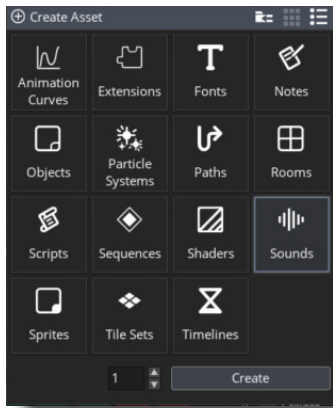 Create Asset
Animation
Curves
Extensions
Fonts
Notes
Objects
Particle
Systems
Paths
Rooms
Scripts
Sequences
Shaders
Sounds
Sprites
Tile Sets
Timelines
1
Create